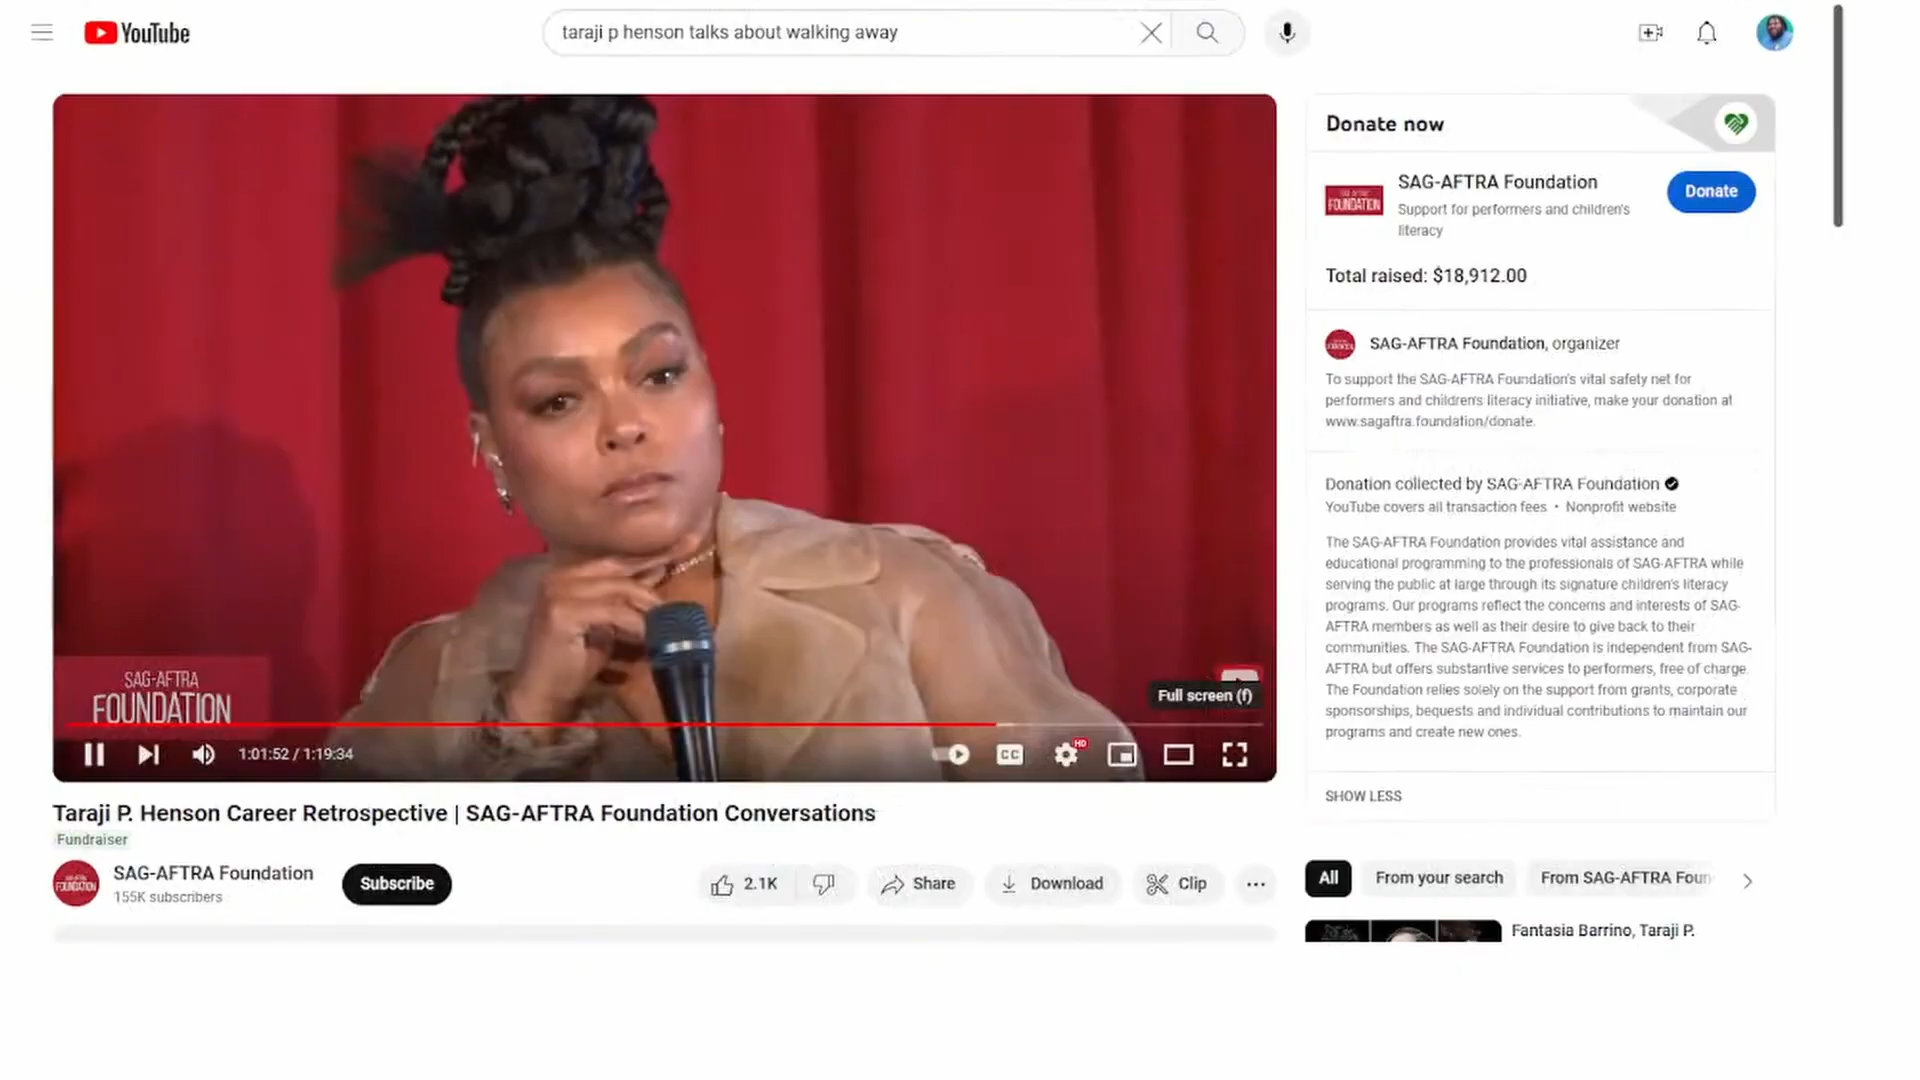 YouTube
taraji p henson talks about walking away
SAG-AFTRA
FOUNDATION
Full screen (f)
1:01:52 / 1:19:34
CC
HD
Taraji P. Henson Career Retrospective | SAG-AFTRA Foundation Conversations
Fundraiser
SAG-AFTRA Foundation
155K subscribers
Subscribe
2.1K
Share
Download
Clip
Donate now
FOUNDATION
SAG-AFTRA Foundation
Support for performers and children's
literacy
Donate
Total raised: $18,912.00
SAG-AFTRA Foundation, organizer
To support the SAG-AFTRA Foundation's vital safety net for
performers and children's literacy initiative, make your donation at
www.sagaftra.foundation/donate.
Donation collected by SAG-AFTRA Foundation
YouTube covers all transaction fees • Nonprofit website
The SAG-AFTRA Foundation provides vital assistance and
educational programming to the professionals of SAG-AFTRA while
serving the public at large through its signature children's literacy
programs. Our programs reflect the concerns and interests of SAG-
AFTRA members as well as their desire to give back to their
communities. The SAG-AFTRA Foundation is independent from SAG-
AFTRA but offers substantive services to performers, free of charge.
The Foundation relies solely on the support from grants, corporate
sponsorships, bequests and individual contributions to maintain our
programs and create new ones.
SHOW LESS
All
From your search
From SAG-AFTRA Foun
Fantasia Barrino, Taraji P.